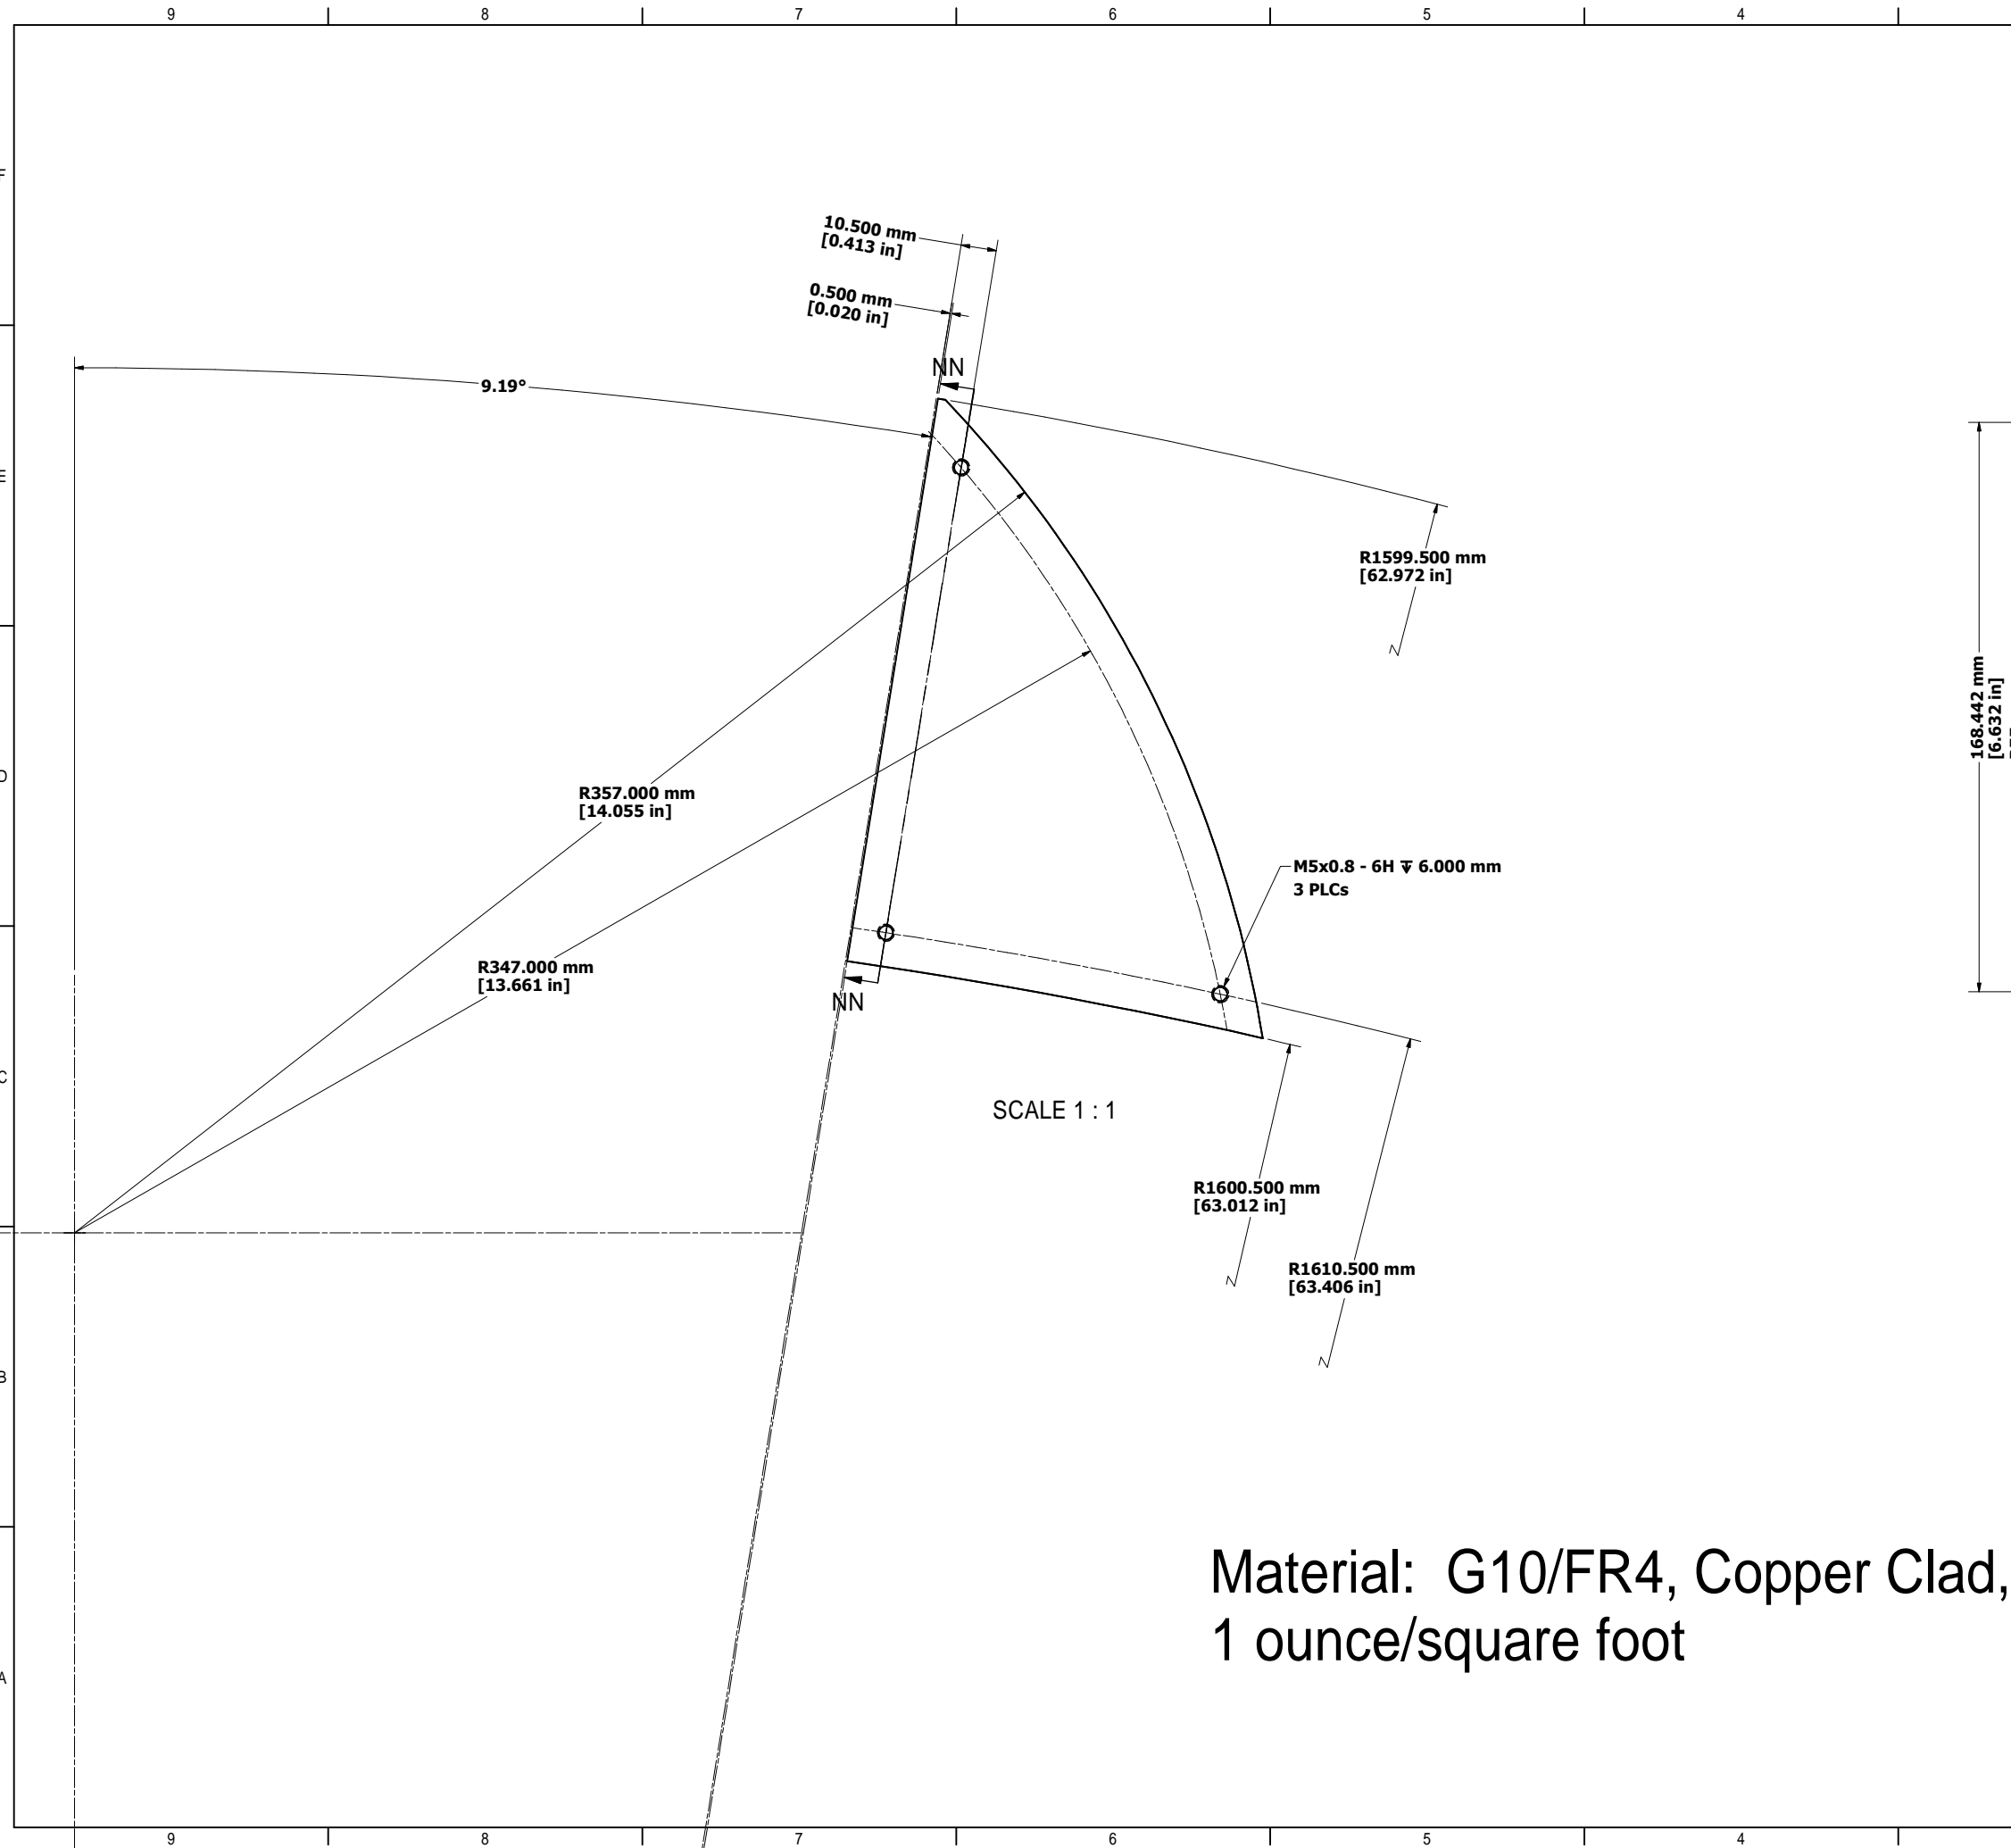 9 8 7 6 5 4
F
10.500 mm
[0.413 in]
0.500 mm
[0.020 in]
NN
9.19°
E
R1599.500 mm
[62.972 in]
168.442 mm
[6.632 in]
D
R357.000 mm
[14.055 in]
M5x0.8 - 6H ↧ 6.000 mm
3 PLCs
R347.000 mm
[13.661 in]
NN
C
SCALE 1 : 1
R1600.500 mm
[63.012 in]
R1610.500 mm
[63.406 in]
B
Material: G10/FR4, Copper Clad,
1 ounce/square foot
A
9 8 7 6 5 4